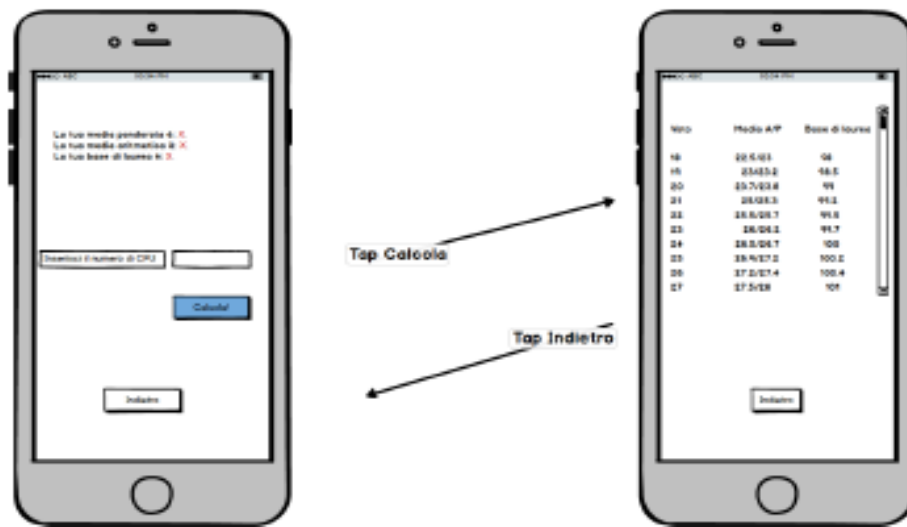 La tua media ponderata è: X
La tua media aritmetica è: X
La tua base di laurea è: X
Inserisci il numero di CFU
Calcola!
Indietro
Tap Calcola
Tap Indietro
Voto Media A/P Base di laurea
18 22.5/23 98
19 23/23.2 98.5
20 23.7/23.8 99
21 25/25.3 99.2
22 25.5/25.7 99.5
23 26/26.2 99.7
24 26.5/26.7 100
25 26.9/27.2 100.2
26 27.2/27.4 100.4
27 27.5/28 101
Indietro